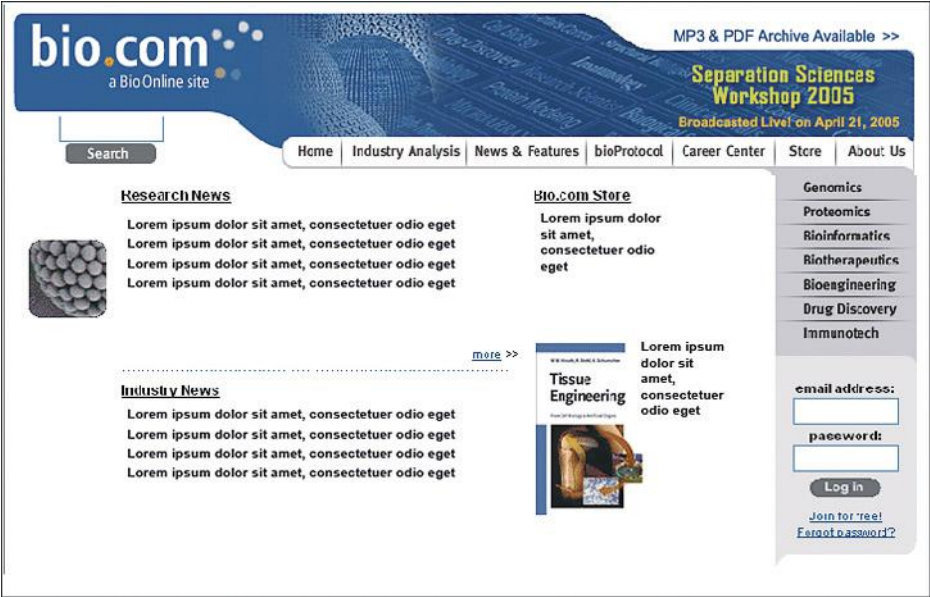 bio.com
a BioOnline site
MP3 & PDF Archive Available >>
Separation Sciences
Workshop 2005
Broadcasted Live! on April 21, 2005
Search
Home
Industry Analysis
News & Features
bioProtocol
Career Center
Store
About Us
Research News
Lorem ipsum dolor sit amet, consectetuer odio eget
Lorem ipsum dolor sit amet, consectetuer odio eget
Lorem ipsum dolor sit amet, consectetuer odio eget
Lorem ipsum dolor sit amet, consectetuer odio eget
more >>
Industry News
Lorem ipsum dolor sit amet, consectetuer odio eget
Lorem ipsum dolor sit amet, consectetuer odio eget
Lorem ipsum dolor sit amet, consectetuer odio eget
Lorem ipsum dolor sit amet, consectetuer odio eget
Bio.com Store
Lorem ipsum dolor
sit amet,
consectetuer odio
eget
Tissue
Engineering
Lorem ipsum
dolor sit
amet,
consectetuer
odio eget
Genomics
Proteomics
Bioinformatics
Biotherapeutics
Bioengineering
Drug Discovery
Immunotech
email address:
password:
Log in
Join for free!
Forgot password?